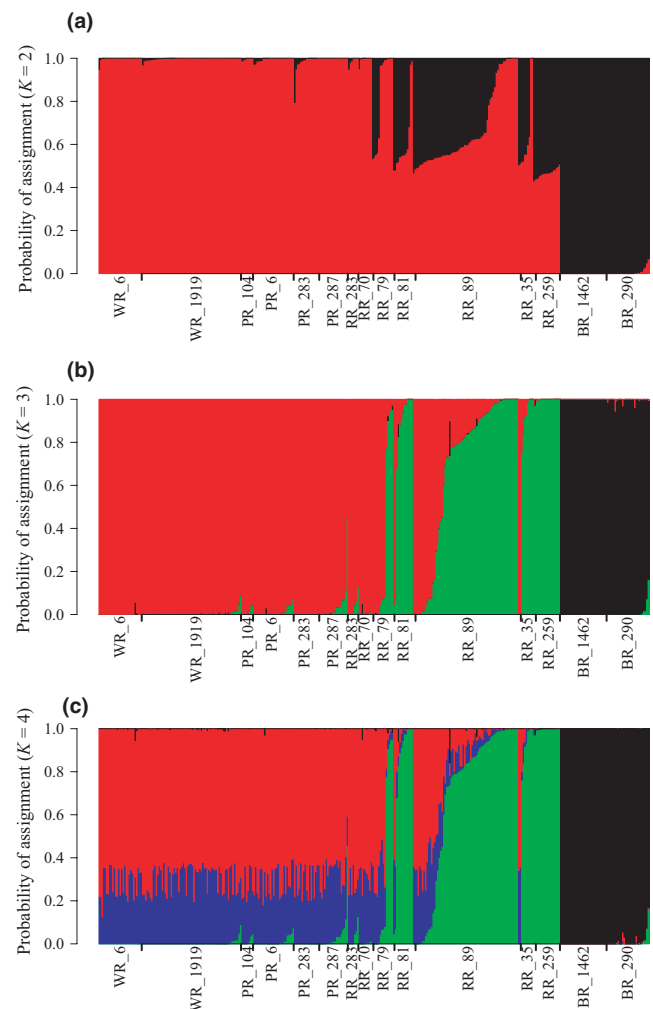 (a)
Probability of assignment (K = 2)
1.0
0.8
0.6
0.4
0.2
0.0
WR_6
WR_1919
PR_104
PR_6
PR_283
PR_287
RR_283
RR_70
RR_79
RR_81
RR_89
RR_35
RR_259
BR_1462
BR_290
(b)
Probability of assignment (K = 3)
1.0
0.8
0.6
0.4
0.2
0.0
WR_6
WR_1919
PR_104
PR_6
PR_283
PR_287
RR_283
RR_70
RR_79
RR_81
RR_89
RR_35
RR_259
BR_1462
BR_290
(c)
Probability of assignment (K = 4)
1.0
0.8
0.6
0.4
0.2
0.0
WR_6
WR_1919
PR_104
PR_6
PR_283
PR_287
RR_283
RR_70
RR_79
RR_81
RR_89
RR_35
RR_259
BR_1462
BR_290